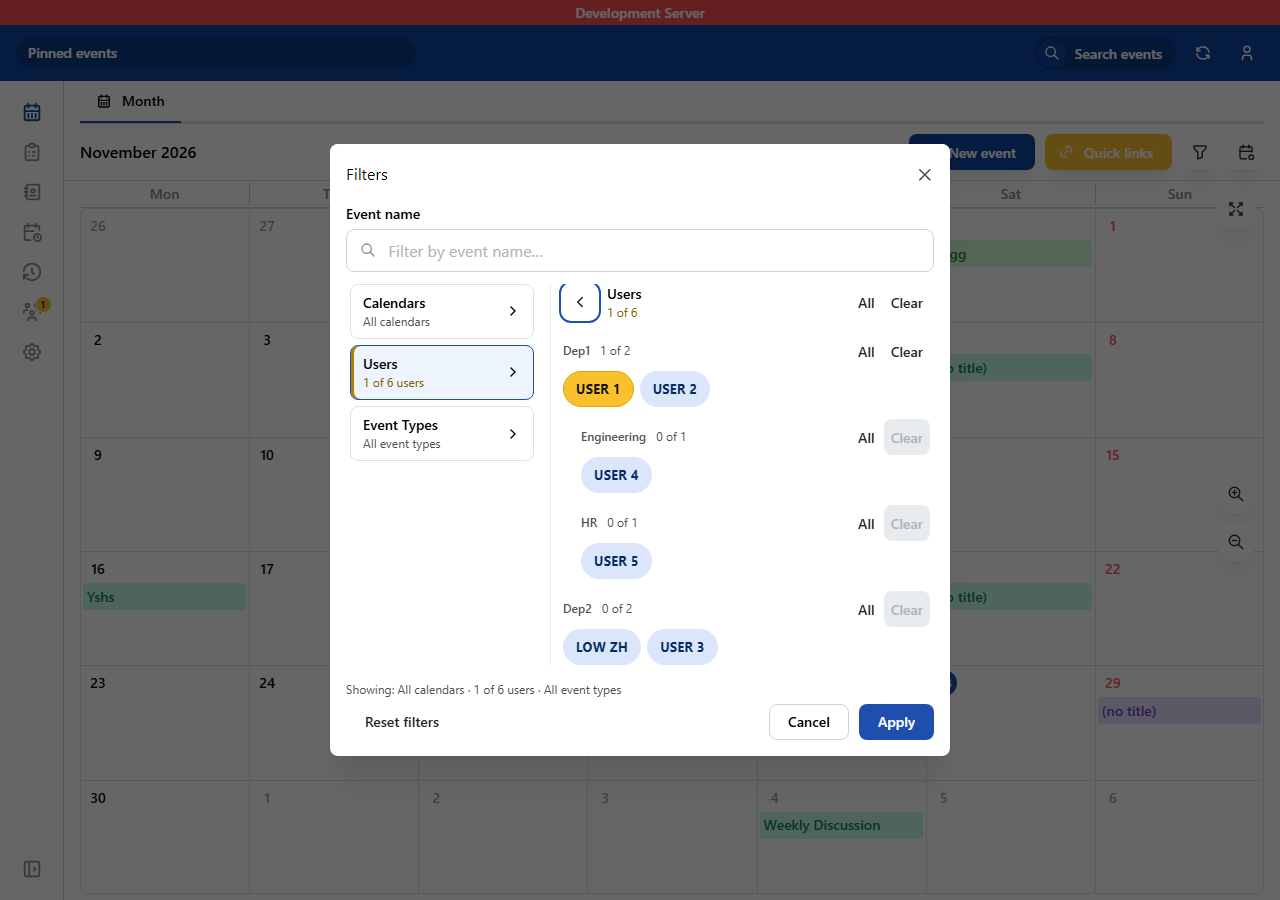 Development Server
Pinned events
Search events
Month
November 2026
New event
Quick links
Mon
Sat
Sun
26
27
1
2
3
8
9
10
15
16
17
22
Yshs
23
24
29
(no title)
30
1
2
3
4
5
6
Weekly Discussion
1
Filters
Event name
Filter by event name...
Calendars
All calendars
Users
1 of 6 users
Event Types
All event types
Users
1 of 6
All Clear
Dep1 1 of 2
All Clear
USER 1 USER 2
Engineering 0 of 1
All Clear
USER 4
HR 0 of 1
All Clear
USER 5
Dep2 0 of 2
All Clear
LOW ZH USER 3
Showing: All calendars · 1 of 6 users · All event types
Reset filters
Cancel
Apply